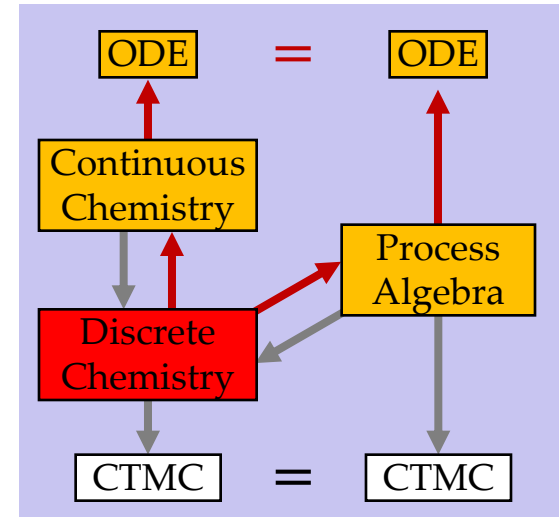 ODE = ODE
Continuous
Chemistry
Process
Algebra
Discrete
Chemistry
CTMC = CTMC